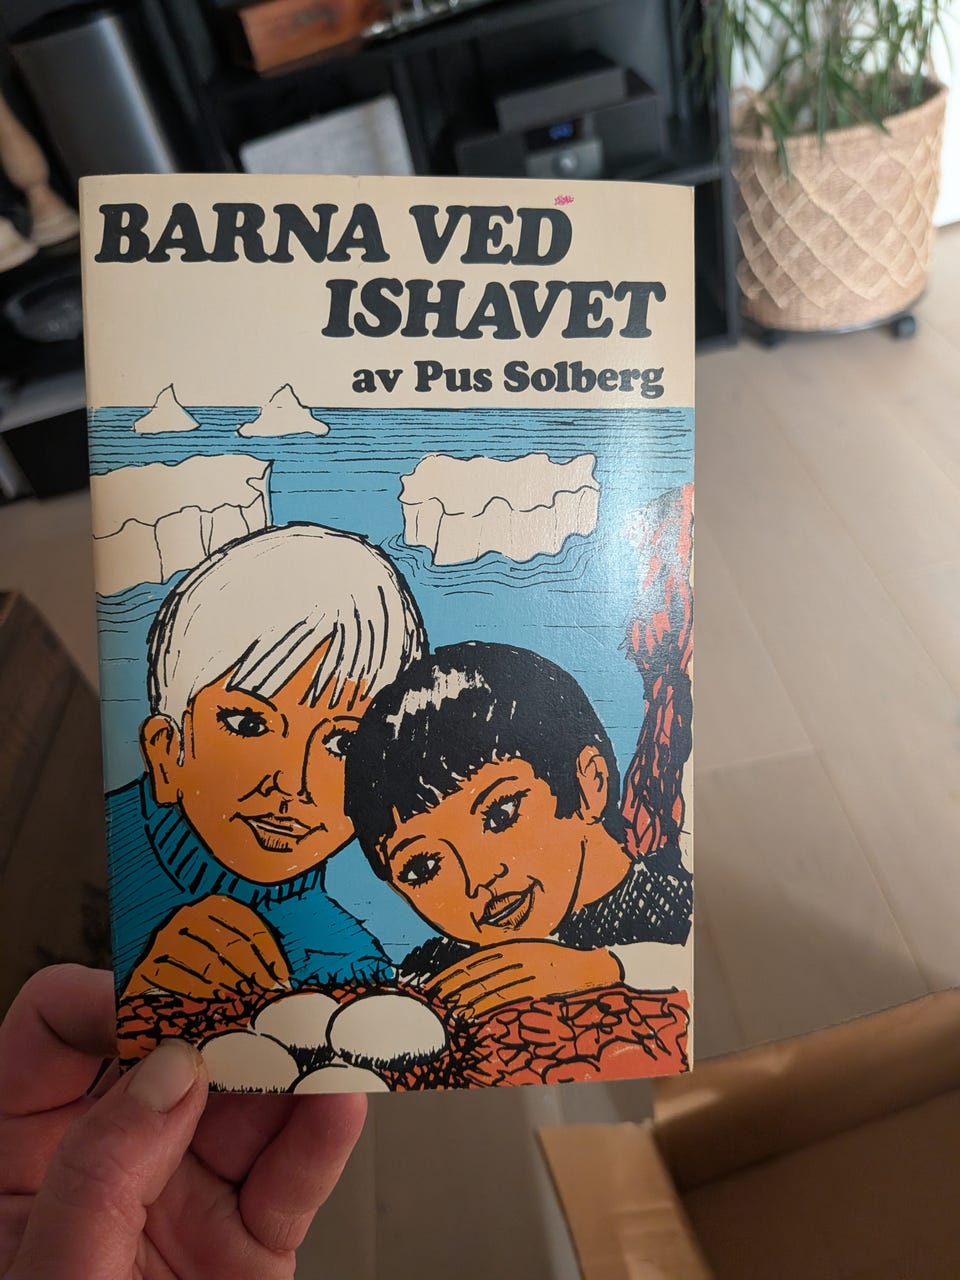 BARNA VED
ISHAVET
av Pus Solberg